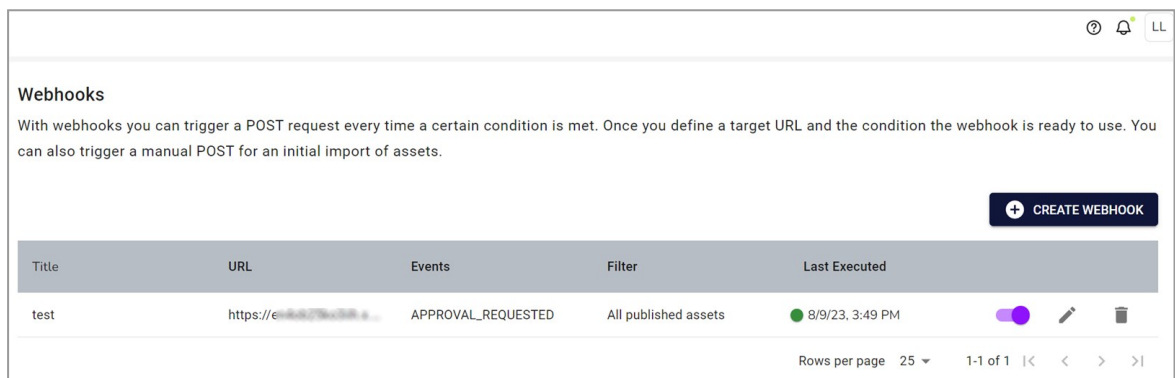 LL
Webhooks
With webhooks you can trigger a POST request every time a certain condition is met. Once you define a target URL and the condition the webhook is ready to use. You
can also trigger a manual POST for an initial import of assets.
CREATE WEBHOOK
Title URL Events Filter Last Executed
test APPROVAL_REQUESTED All published assets 8/9/23, 3:49 PM
Rows per page 25 1-1 of 1